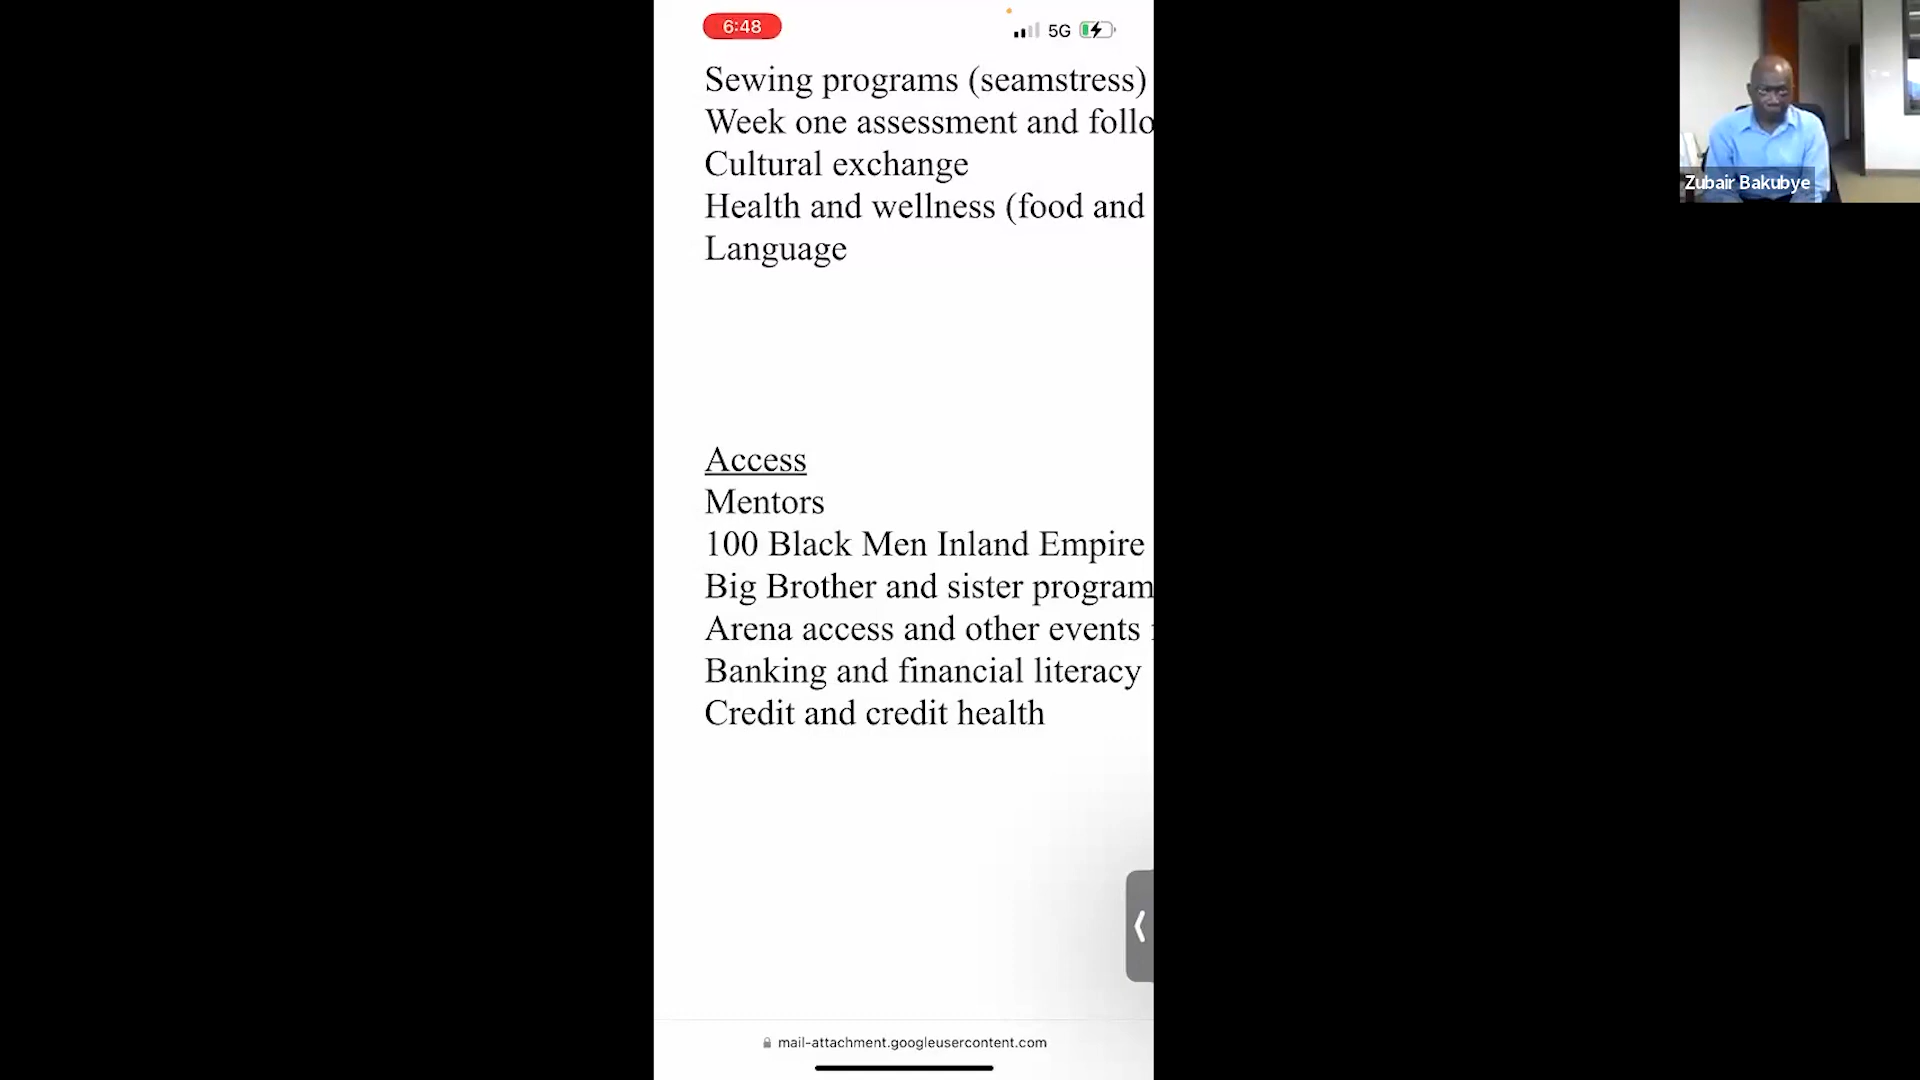 6:48
5G
Sewing programs (seamstress)
Week one assessment and follo
Cultural exchange
Health and wellness (food and
Language
Access
Mentors
100 Black Men Inland Empire
Big Brother and sister program
Arena access and other events
Banking and financial literacy
Credit and credit health
mail-attachment.googleusercontent.com
Zubair Bakubye